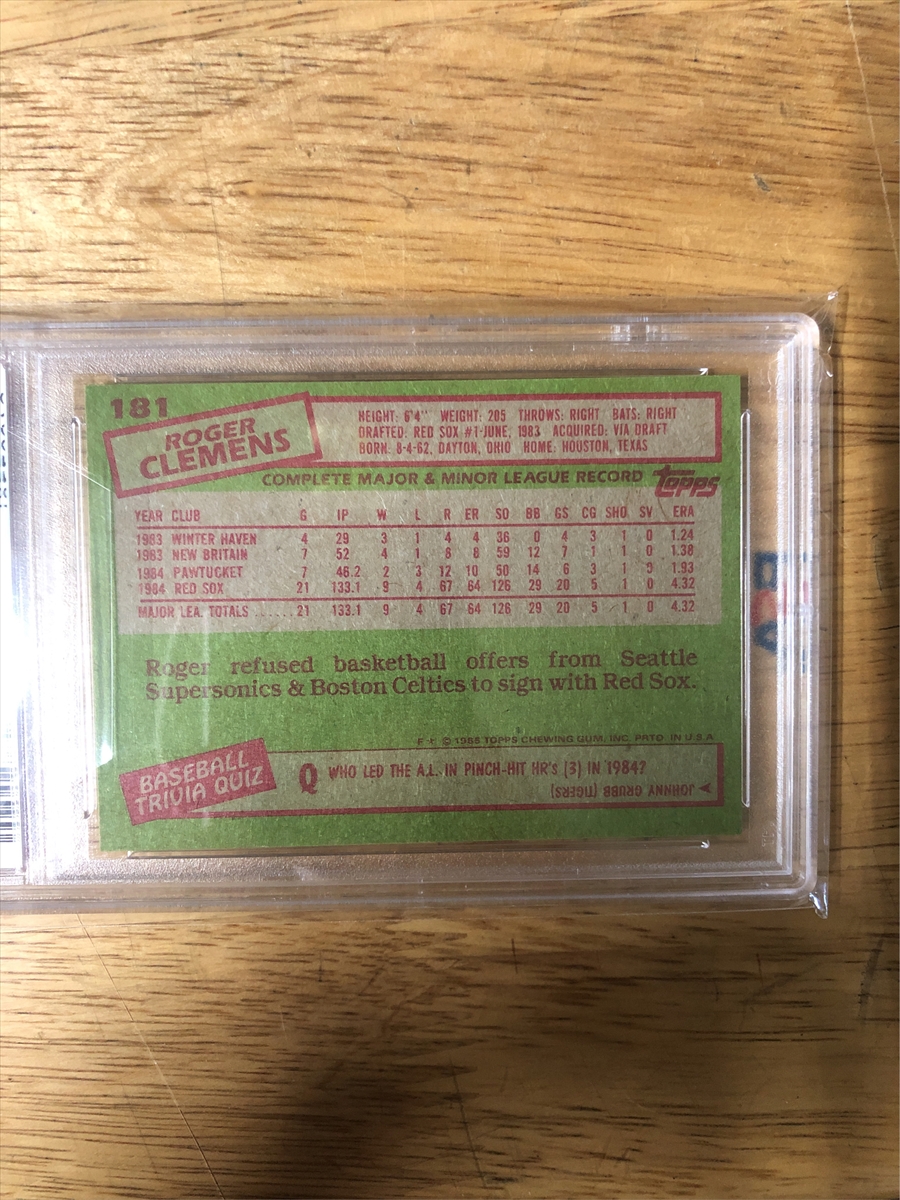 181
ROGER
CLEMENS
HEIGHT: 6'4" WEIGHT: 205 THROWS: RIGHT BATS: RIGHT
DRAFTED: RED SOX #1-JUNE, 1983 ACQUIRED: VIA DRAFT
BORN: 8-4-62, DAYTON, OHIO HOME: HOUSTON, TEXAS
COMPLETE MAJOR & MINOR LEAGUE RECORD topps
YEAR CLUB G IP W L R ER SO BB GS CG SHO SV ERA
1983 WINTER HAVEN 4 29 3 1 4 4 36 0 4 3 1 0 1.24
1983 NEW BRITAIN 7 52 4 1 8 8 59 12 7 1 1 0 1.38
1984 PAWTUCKET 7 46.2 2 3 12 10 50 14 6 3 1 0 1.93
1984 RED SOX 21 133.1 9 4 67 64 126 29 20 5 1 0 4.32
MAJOR LEA. TOTALS ...... 21 133.1 9 4 67 64 126 29 20 5 1 0 4.32
Roger refused basketball offers from Seattle
Supersonics & Boston Celtics to sign with Red Sox.
© 1985 TOPPS CHEWING GUM, INC. PRTD. IN U.S.A.
BASEBALL
TRIVIA QUIZ
Q WHO LED THE A.L. IN PINCH-HIT HR's (3) IN 1984?
JOHNNY GRUBB (TIGERS)